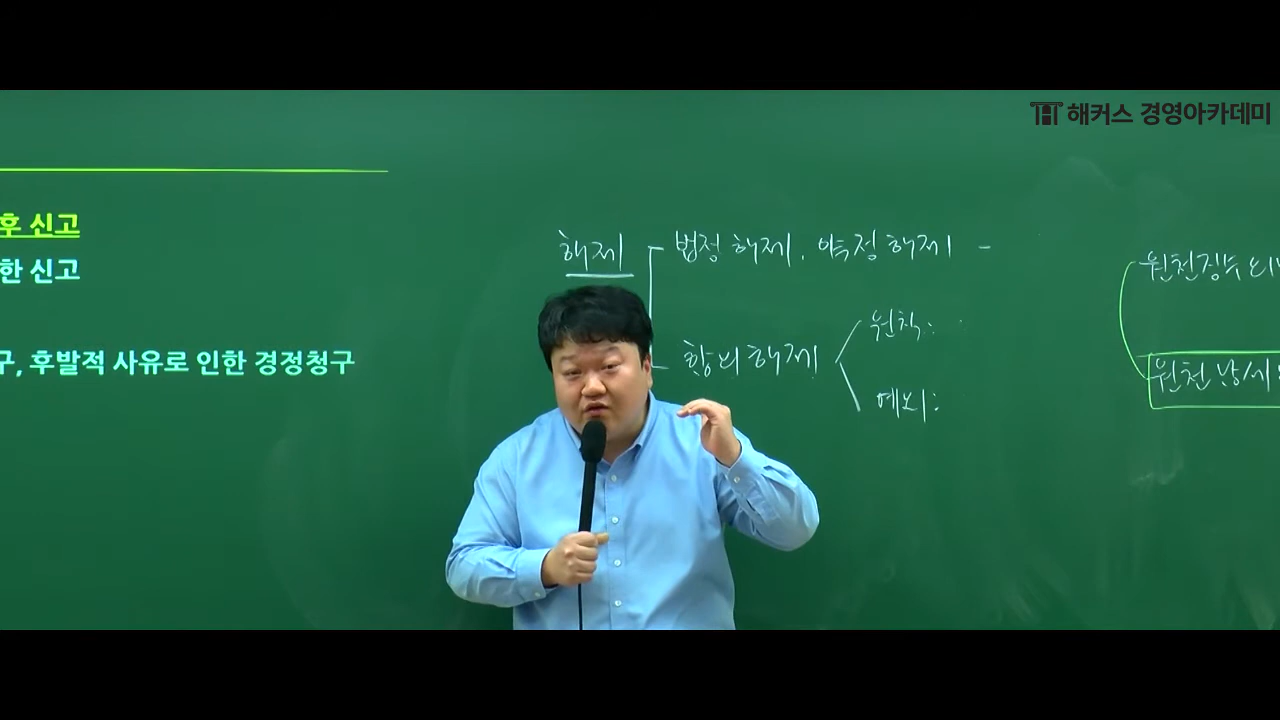 해커스 경영아카데미
후 신고
한 신고
구, 후발적 사유로 인한 경정청구
해제
법정해제, 약정해제 -
합의해제
원칙:
예외:
원천징수의
원천납세의